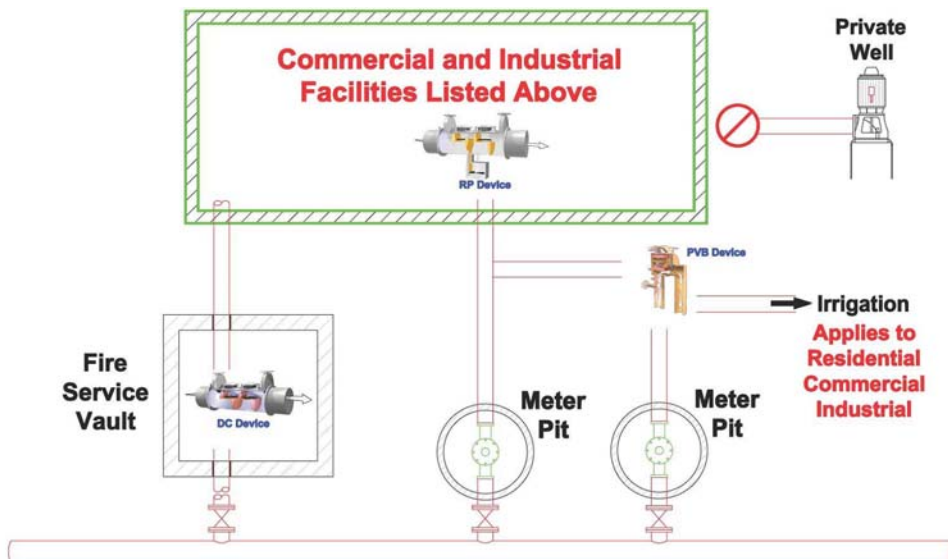 Commercial and Industrial
Facilities Listed Above
RP Device
Private
Well
PVB Device
Irrigation
Applies to
Residential
Commercial
Industrial
Fire
Service
Vault
DC Device
Meter
Pit
Meter
Pit